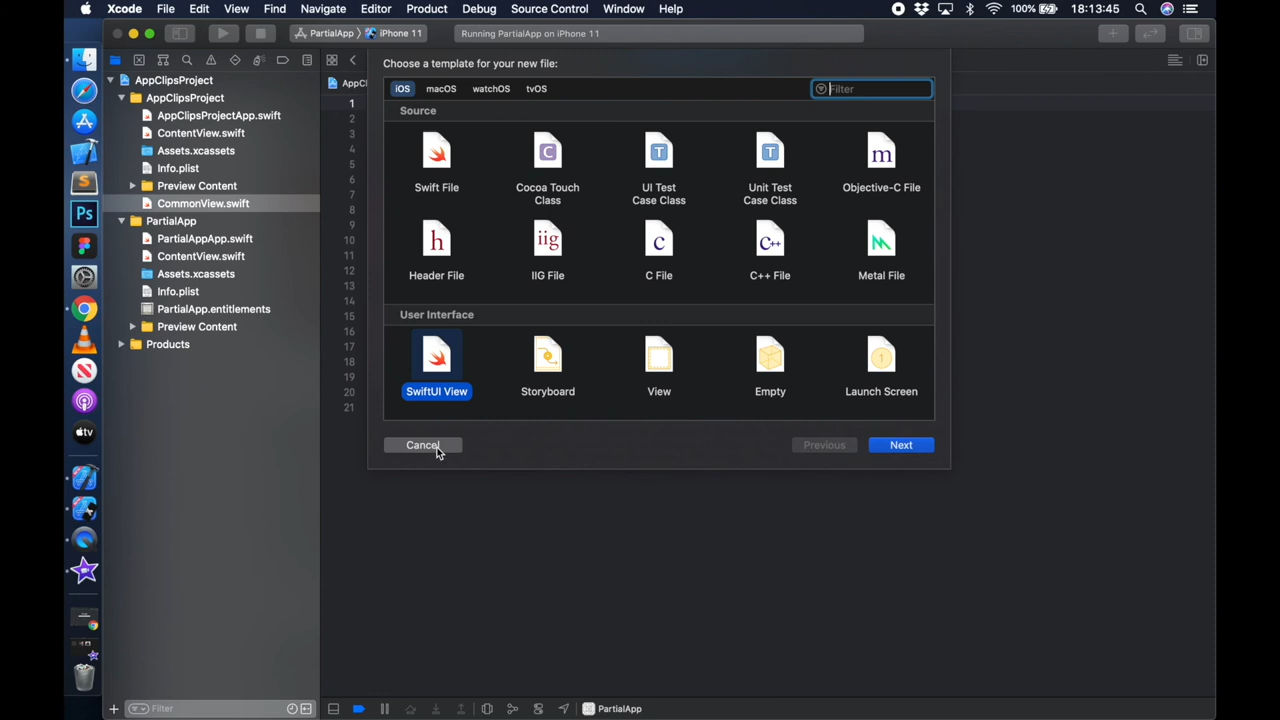 Xcode File Edit View Find Navigate Editor Product Debug Source Control Window Help 100% 18:13:45
PartialApp 〉 iPhone 11 Running PartialApp on iPhone 11
Choose a template for your new file:
AppClipsProject
iOS macOS watchOS tvOS Filter
AppClipsProject
Source
AppClipsProjectApp.swift
ContentView.swift
Assets.xcassets
Info.plist
Preview Content
CommonView.swift
PartialApp
PartialAppApp.swift
ContentView.swift
Assets.xcassets
Info.plist
PartialApp.entitlements
Preview Content
Products
AppCl
1
2
3
4
5
6
7
8
9
10
11
12
13
14
15
16
17
18
19
20
21
C T T m
Swift File Cocoa Touch Class UI Test Case Class Unit Test Case Class Objective-C File
h iig c C++
Header File IIG File C File C++ File Metal File
User Interface
1
SwiftUI View Storyboard View Empty Launch Screen
Cancel Previous Next
S
Ps
tv
Filter PartialApp